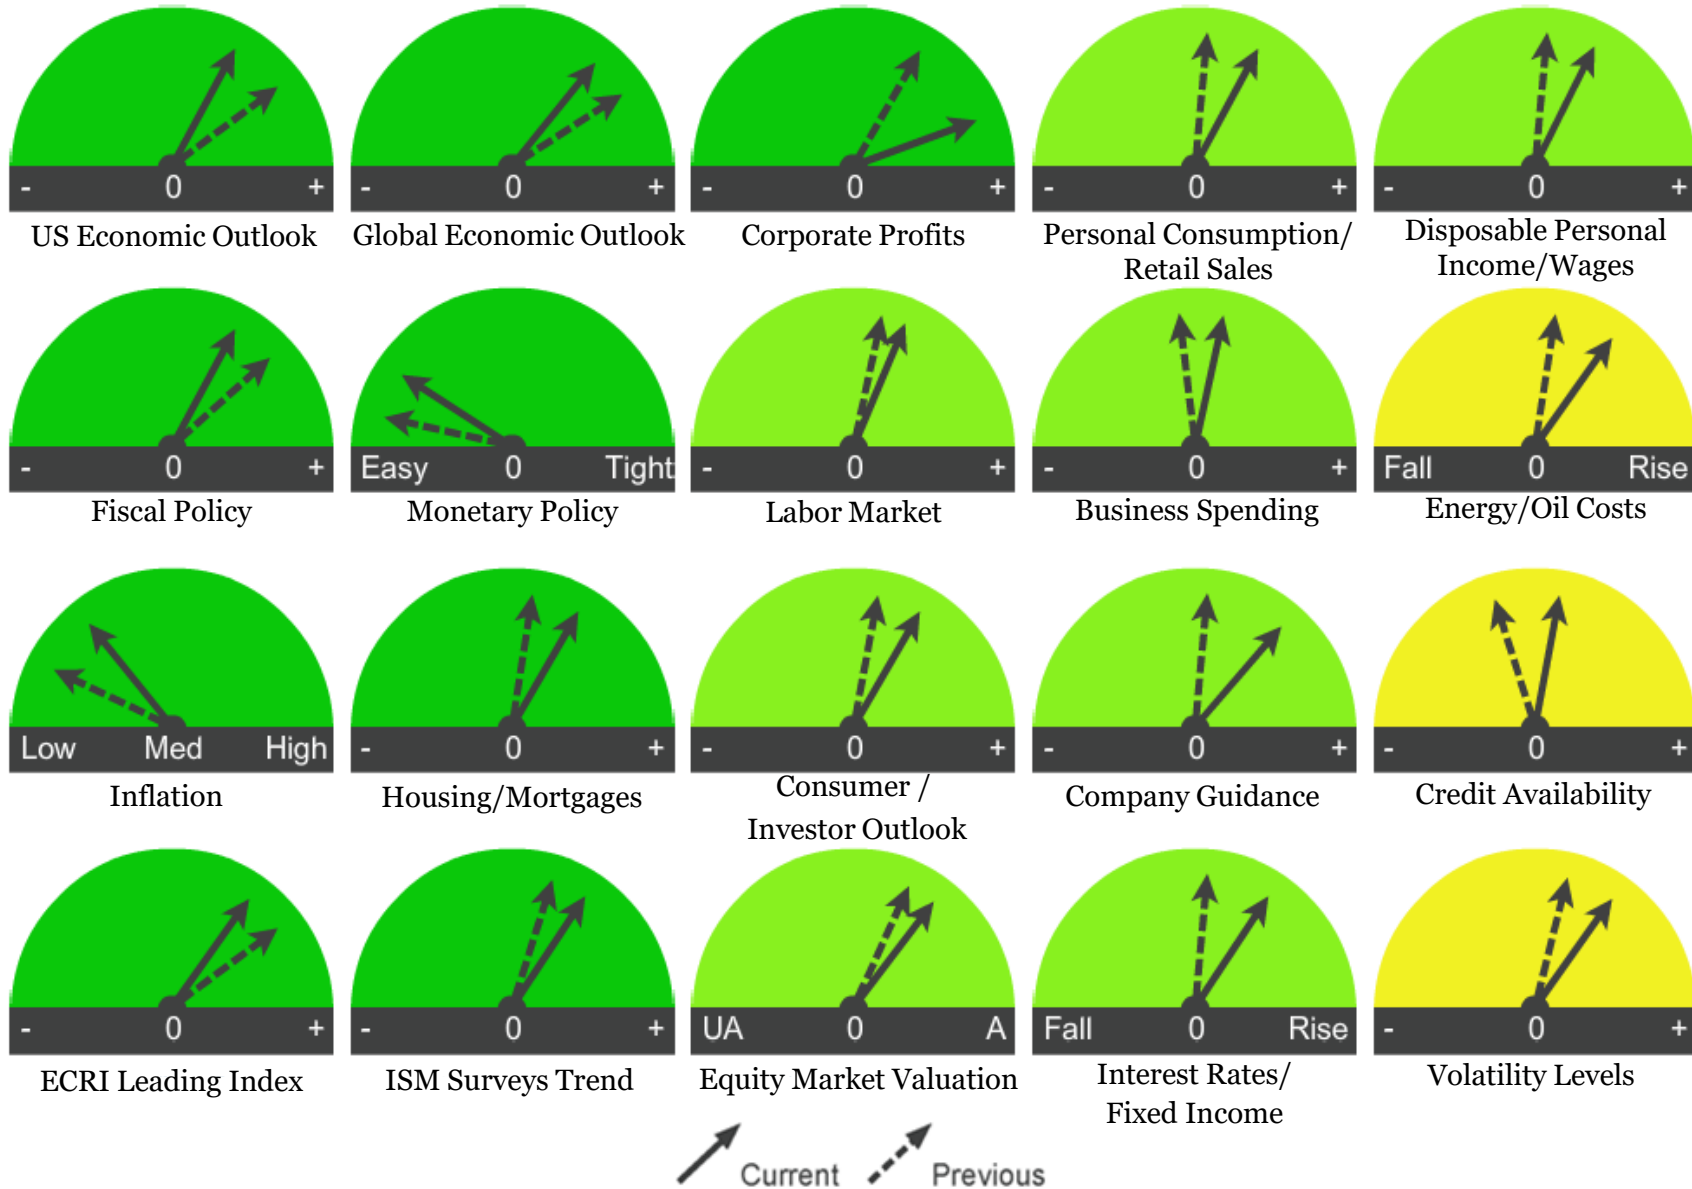 - 0 +
- 0 +
- 0 +
- 0 +
- 0 +
US Economic Outlook
Global Economic Outlook
Corporate Profits
Personal Consumption/
Retail Sales
Disposable Personal
Income/Wages
- 0 +
Easy 0 Tight
- 0 +
- 0 +
Fall 0 Rise
Fiscal Policy
Monetary Policy
Labor Market
Business Spending
Energy/Oil Costs
Low Med High
- 0 +
- 0 +
- 0 +
- 0 +
Inflation
Housing/Mortgages
Consumer /
Investor Outlook
Company Guidance
Credit Availability
- 0 +
- 0 +
UA 0 A
Fall 0 Rise
- 0 +
ECRI Leading Index
ISM Surveys Trend
Equity Market Valuation
Interest Rates/
Fixed Income
Volatility Levels
Current
Previous